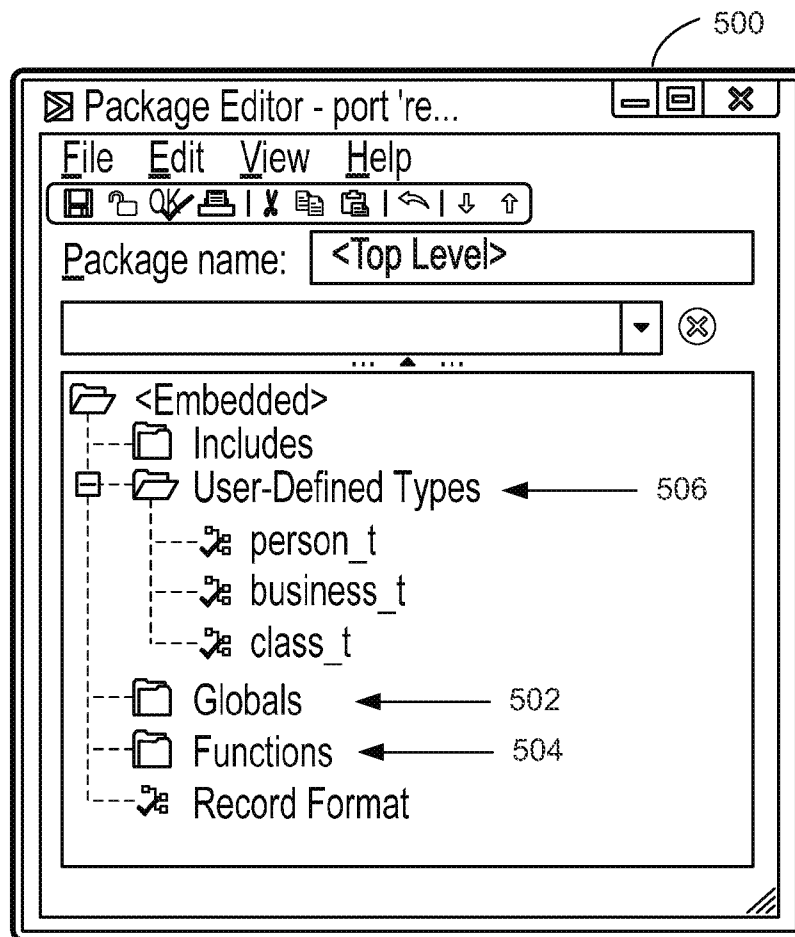 500
Package Editor - port 're...
File Edit View Help
OK
Package name: <Top Level>
... ...
<Embedded>
Includes
User-Defined Types 506
person_t
business_t
class_t
Globals 502
Functions 504
Record Format